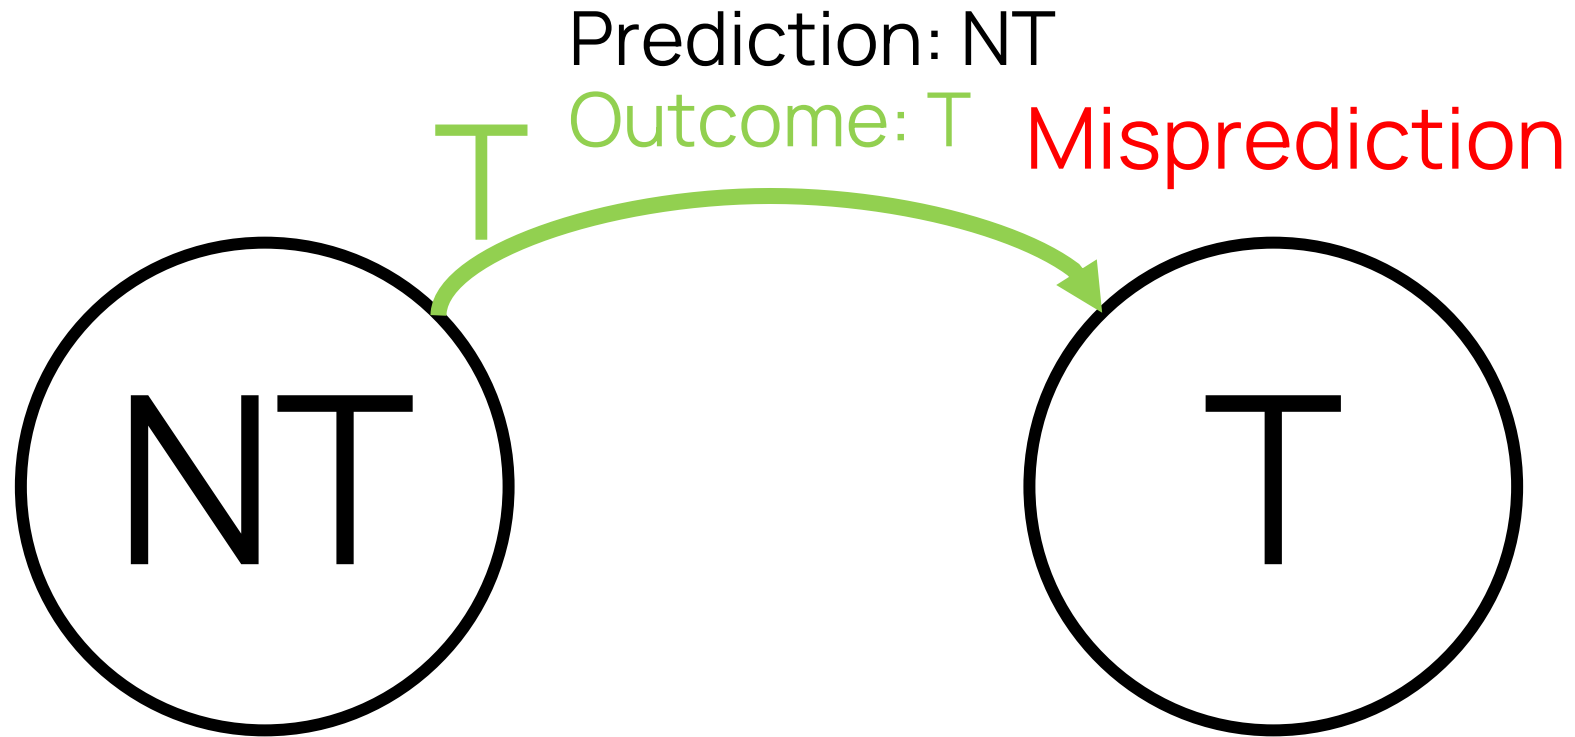 Prediction: NT
Outcome: T
Misprediction
T
NT
T